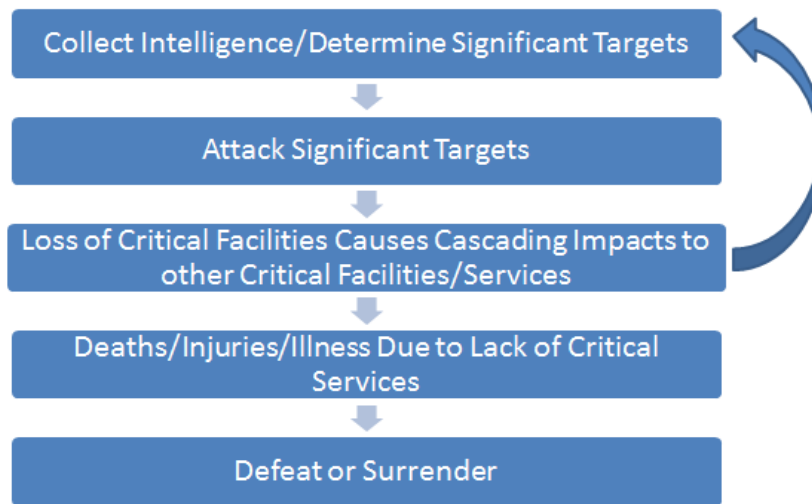 Collect Intelligence/Determine Significant Targets
Attack Significant Targets
Loss of Critical Facilities Causes Cascading Impacts to
other Critical Facilities/Services
Deaths/Injuries/Illness Due to Lack of Critical
Services
Defeat or Surrender